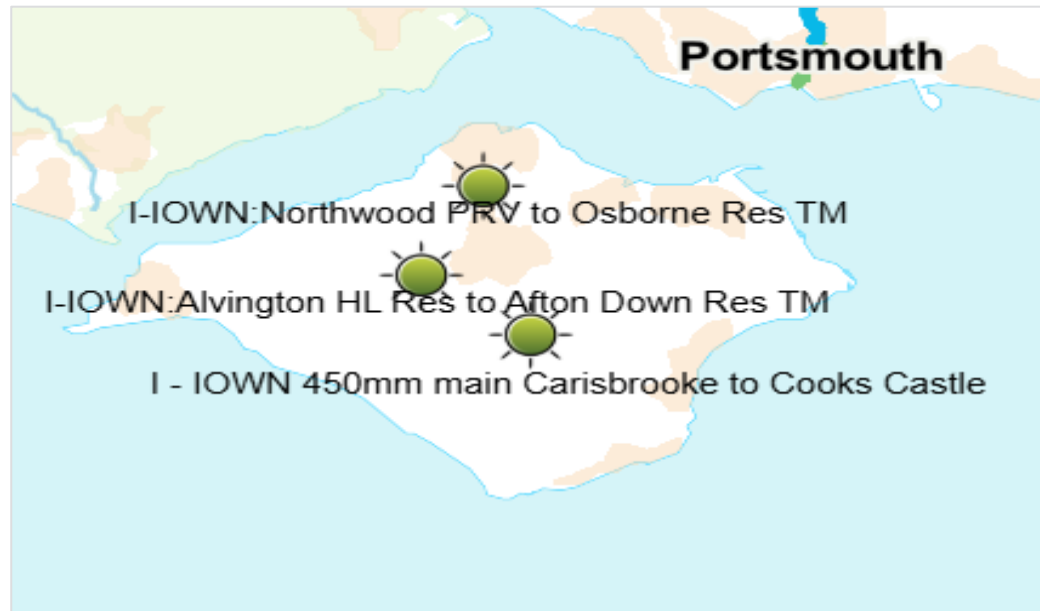 Portsmouth
I-IOWN:Northwood PRV to Osborne Res TM
I-IOWN:Alvington HL Res to Afton Down Res TM
I - IOWN 450mm main Carisbrooke to Cooks Castle